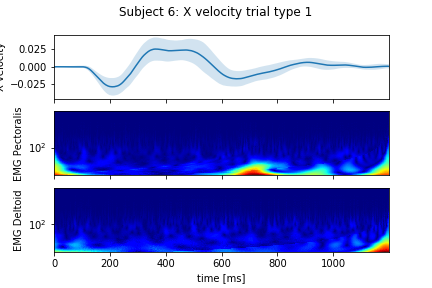 Subject 6: X velocity trial type 1
0.025
0.000
−0.025
velocity
10²
EMG Pectoralis
10²
EMG Deltoid
0 200 400 600 800 1000
time [ms]